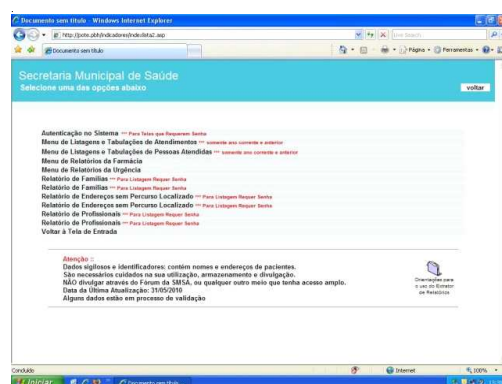 Documento sem título - Windows Internet Explorer
http://pote.pbh/indicadores/indexlista2.asp
Live Search
Documento sem título
Página
Ferramentas
Secretaria Municipal de Saúde
Selecione uma das opções abaixo
voltar
Autenticação no Sistema *** Para Telas que Requerem Senha
Menu de Listagens e Tabulações de Atendimentos *** somente ano corrente e anterior
Menu de Listagens e Tabulações de Pessoas Atendidas *** somente ano corrente e anterior
Menu de Relatórios da Farmácia
Menu de Relatórios da Urgência
Relatório de Famílias *** Para Listagem Requer Senha
Relatório de Famílias *** Para Listagem Requer Senha
Relatório de Endereços sem Percurso Localizado *** Para Listagem Requer Senha
Relatório de Endereços sem Percurso Localizado *** Para Listagem Requer Senha
Relatório de Profissionais *** Para Listagem Requer Senha
Relatório de Profissionais *** Para Listagem Requer Senha
Voltar à Tela de Entrada
Atenção ::
Dados sigilosos e identificadores: contém nomes e endereços de pacientes.
São necessários cuidados na sua utilização, armazenamento e divulgação.
NÃO divulgar através do Fórum da SMSA, ou qualquer outro meio que tenha acesso amplo.
Data da Última Atualização: 31/05/2010
Alguns dados estão em processo de validação
Orientações para
o uso do Extrator
de Relatórios
Concluído
Internet
100%
Iniciar
Documento sem título